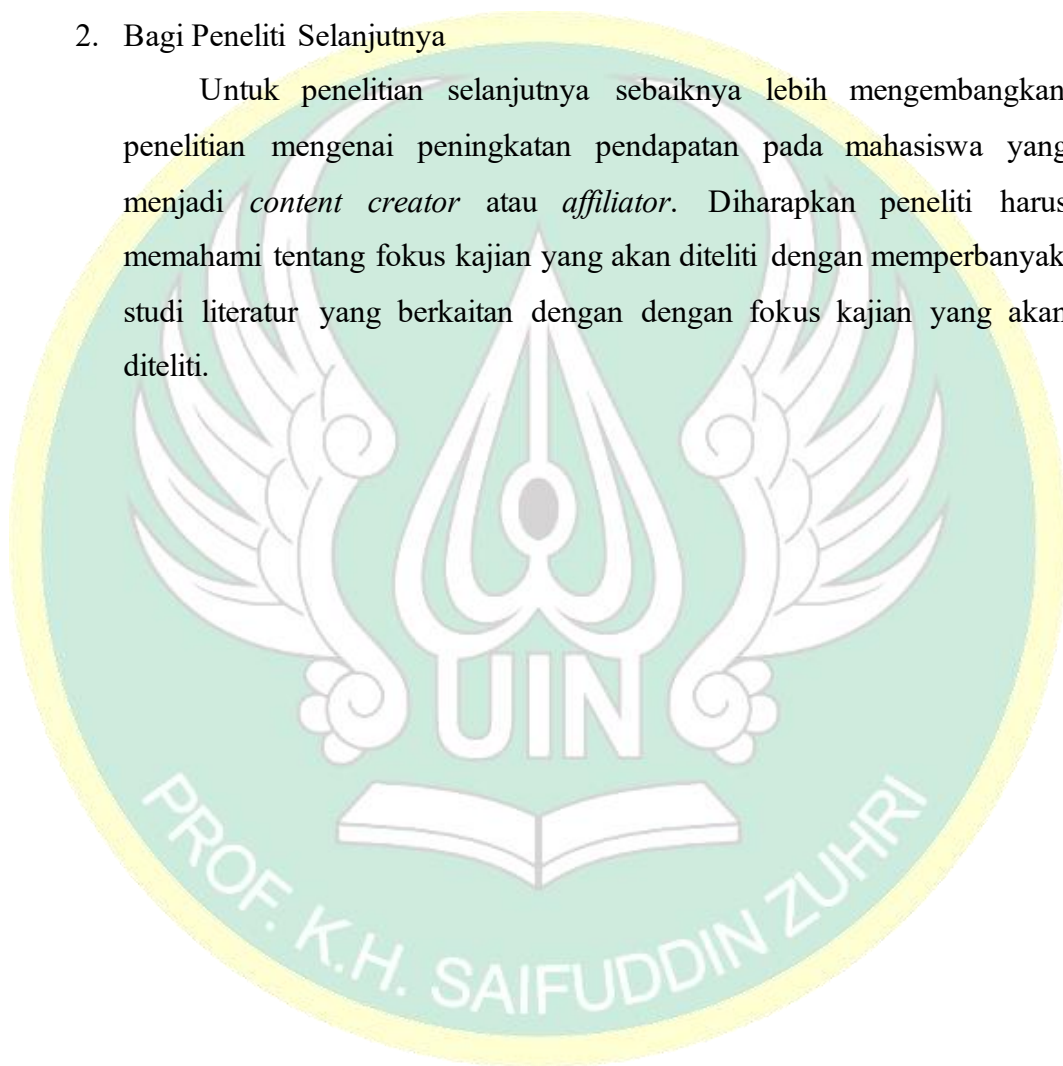 2. Bagi Peneliti Selanjutnya
Untuk penelitian selanjutnya sebaiknya lebih mengembangkan
penelitian mengenai peningkatan pendapatan pada mahasiswa yang
menjadi content creator atau affiliator. Diharapkan peneliti harus
memahami tentang fokus kajian yang akan diteliti dengan memperbanyak
studi literatur yang berkaitan dengan dengan fokus kajian yang akan
diteliti.
UIN
PROF. K.H. SAIFUDDIN ZUHRI